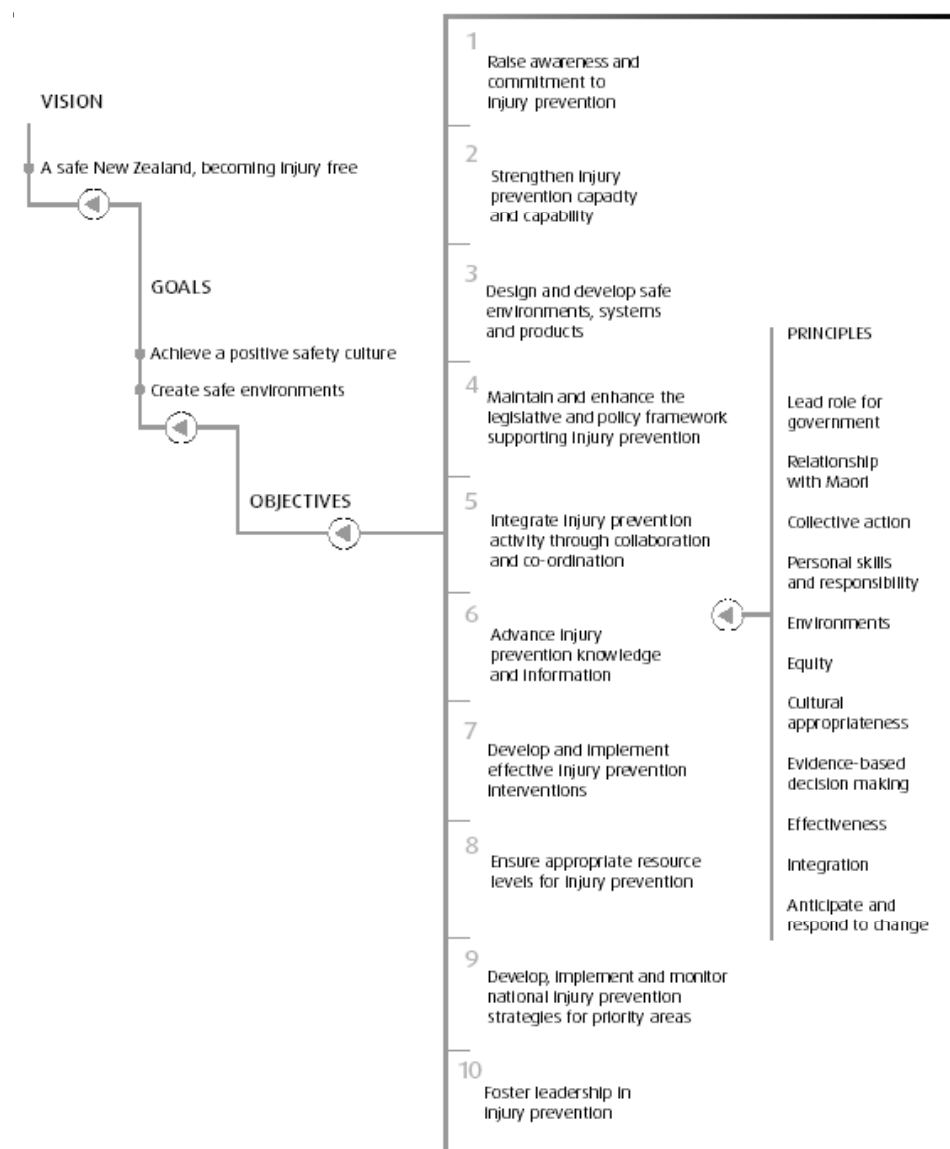 VISION
A safe New Zealand, becoming injury free
GOALS
Achieve a positive safety culture
Create safe environments
OBJECTIVES
1
Raise awareness and
commitment to
injury prevention
2
Strengthen injury
prevention capacity
and capability
3
Design and develop safe
environments, systems
and products
4
Maintain and enhance the
legislative and policy framework
supporting injury prevention
5
Integrate injury prevention
activity through collaboration
and co-ordination
6
Advance injury
prevention knowledge
and information
7
Develop and implement
effective injury prevention
interventions
8
Ensure appropriate resource
levels for injury prevention
9
Develop, implement and monitor
national injury prevention
strategies for priority areas
10
Foster leadership in
injury prevention
PRINCIPLES
Lead role for
government
Relationship
with Maori
Collective action
Personal skills
and responsibility
Environments
Equity
Cultural
appropriateness
Evidence-based
decision making
Effectiveness
Integration
Anticipate and
respond to change